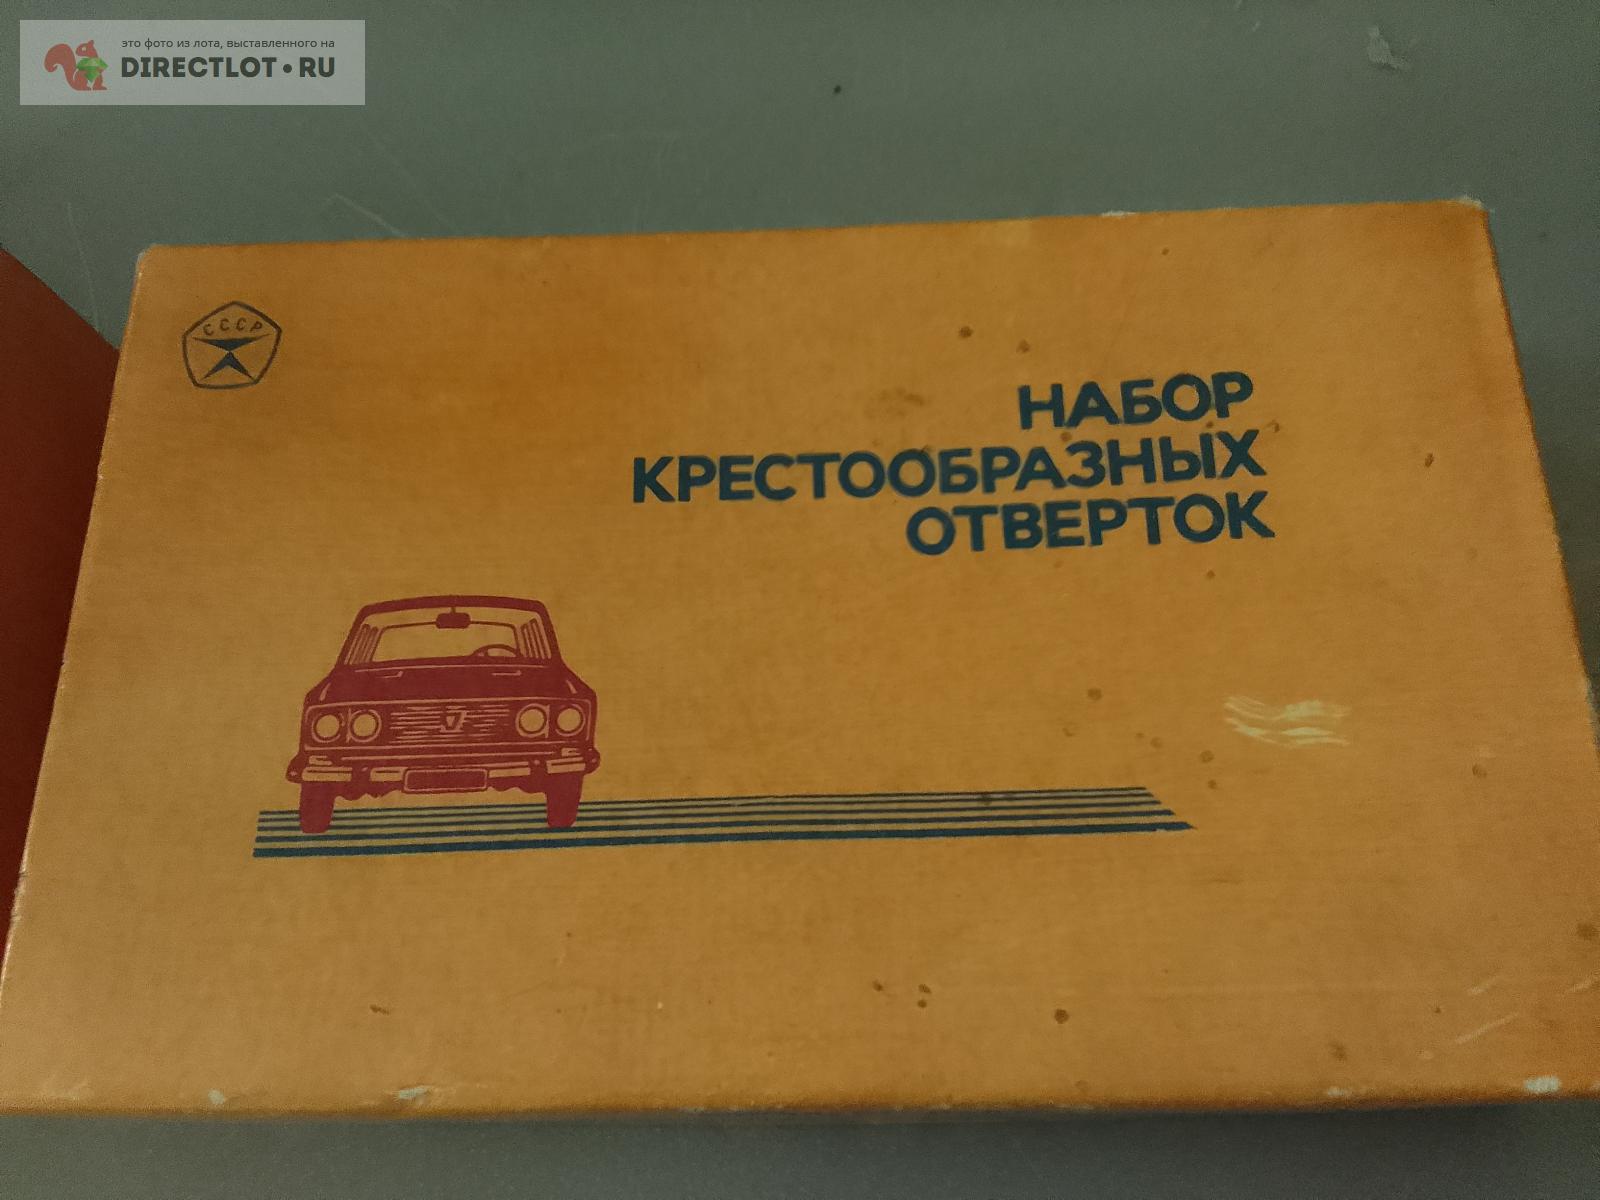 это фото из лота, выставленного на
DIRECTLOT•RU
СССР
НАБОР
КРЕСТООБРАЗНЫХ
ОТВЕРТОК